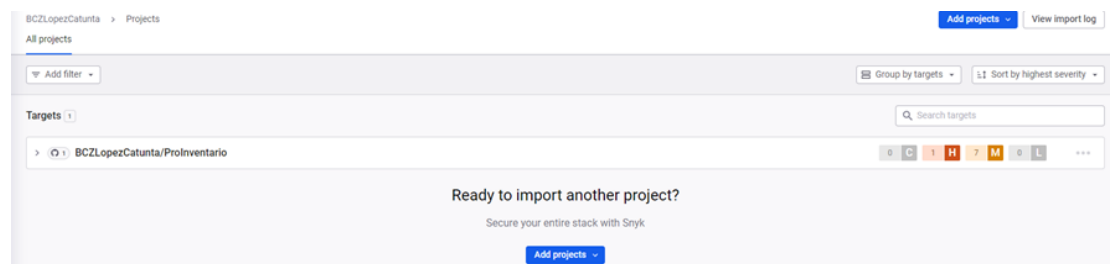 BCZLopezCatunta > Projects
Add projects
View import log
All projects
Add filter
Group by targets
Sort by highest severity
Targets 1
Search targets
1 BCZLopezCatunta/ProInventario
0 C 1 H 7 M 0 L
Ready to import another project?
Secure your entire stack with Snyk
Add projects